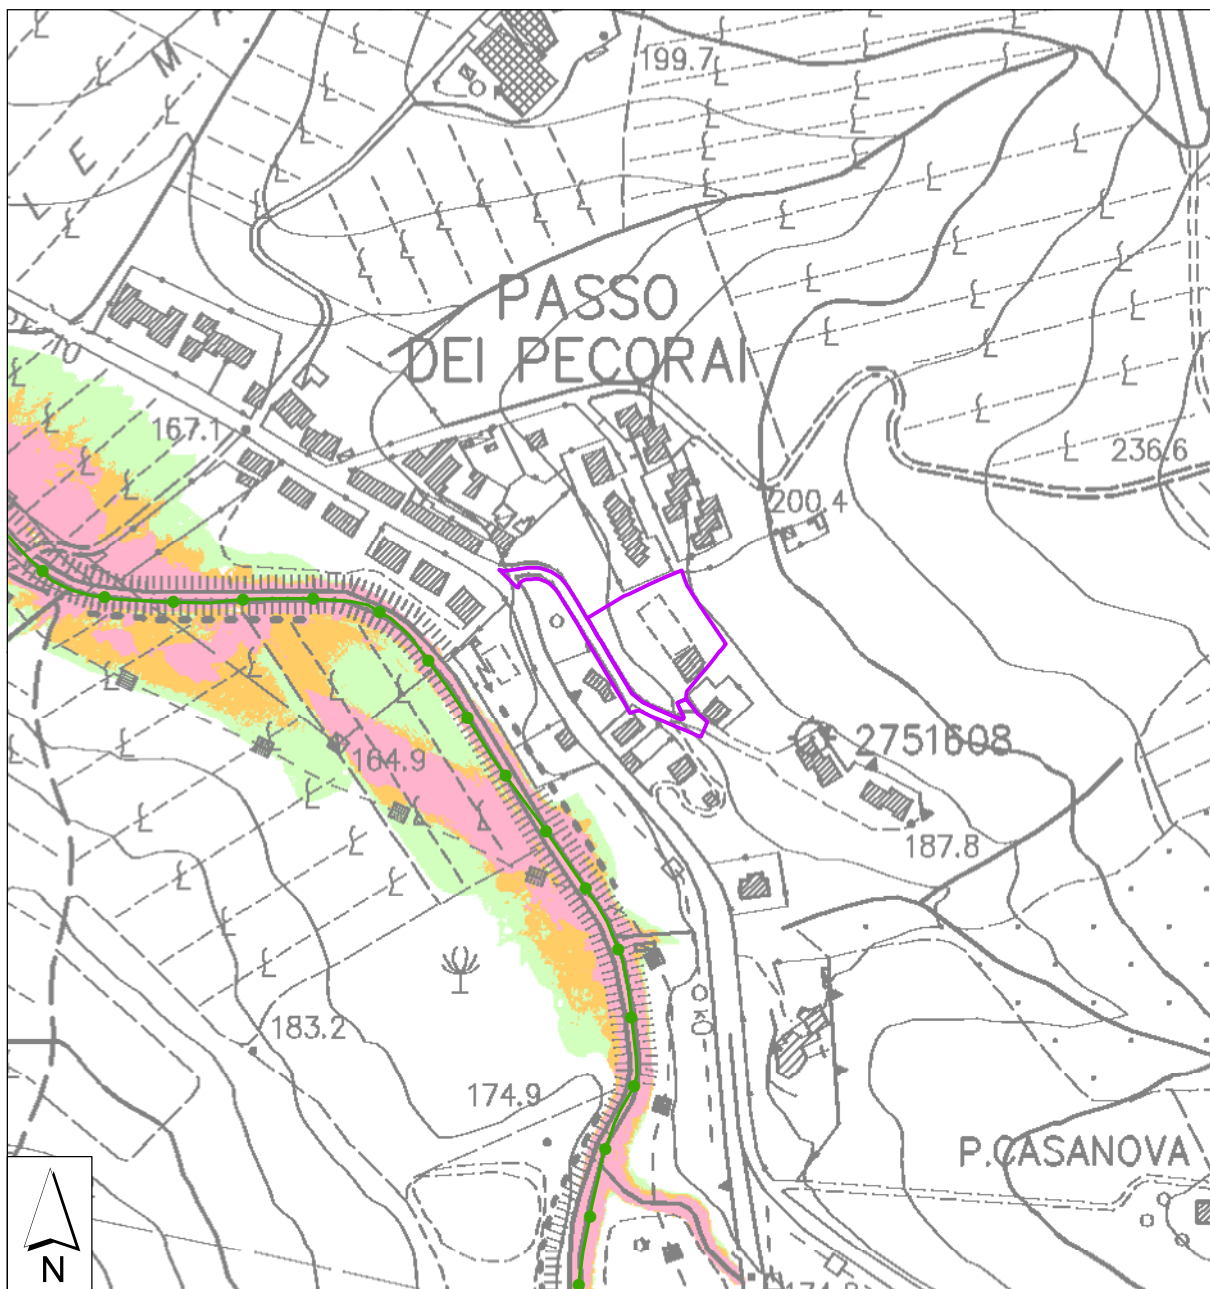 199.7
L E M
PASSO
DEI PECORAI
167.1
236.6
200.4
2751608
164.9
187.8
183.2
174.9
P.CASANOVA
N